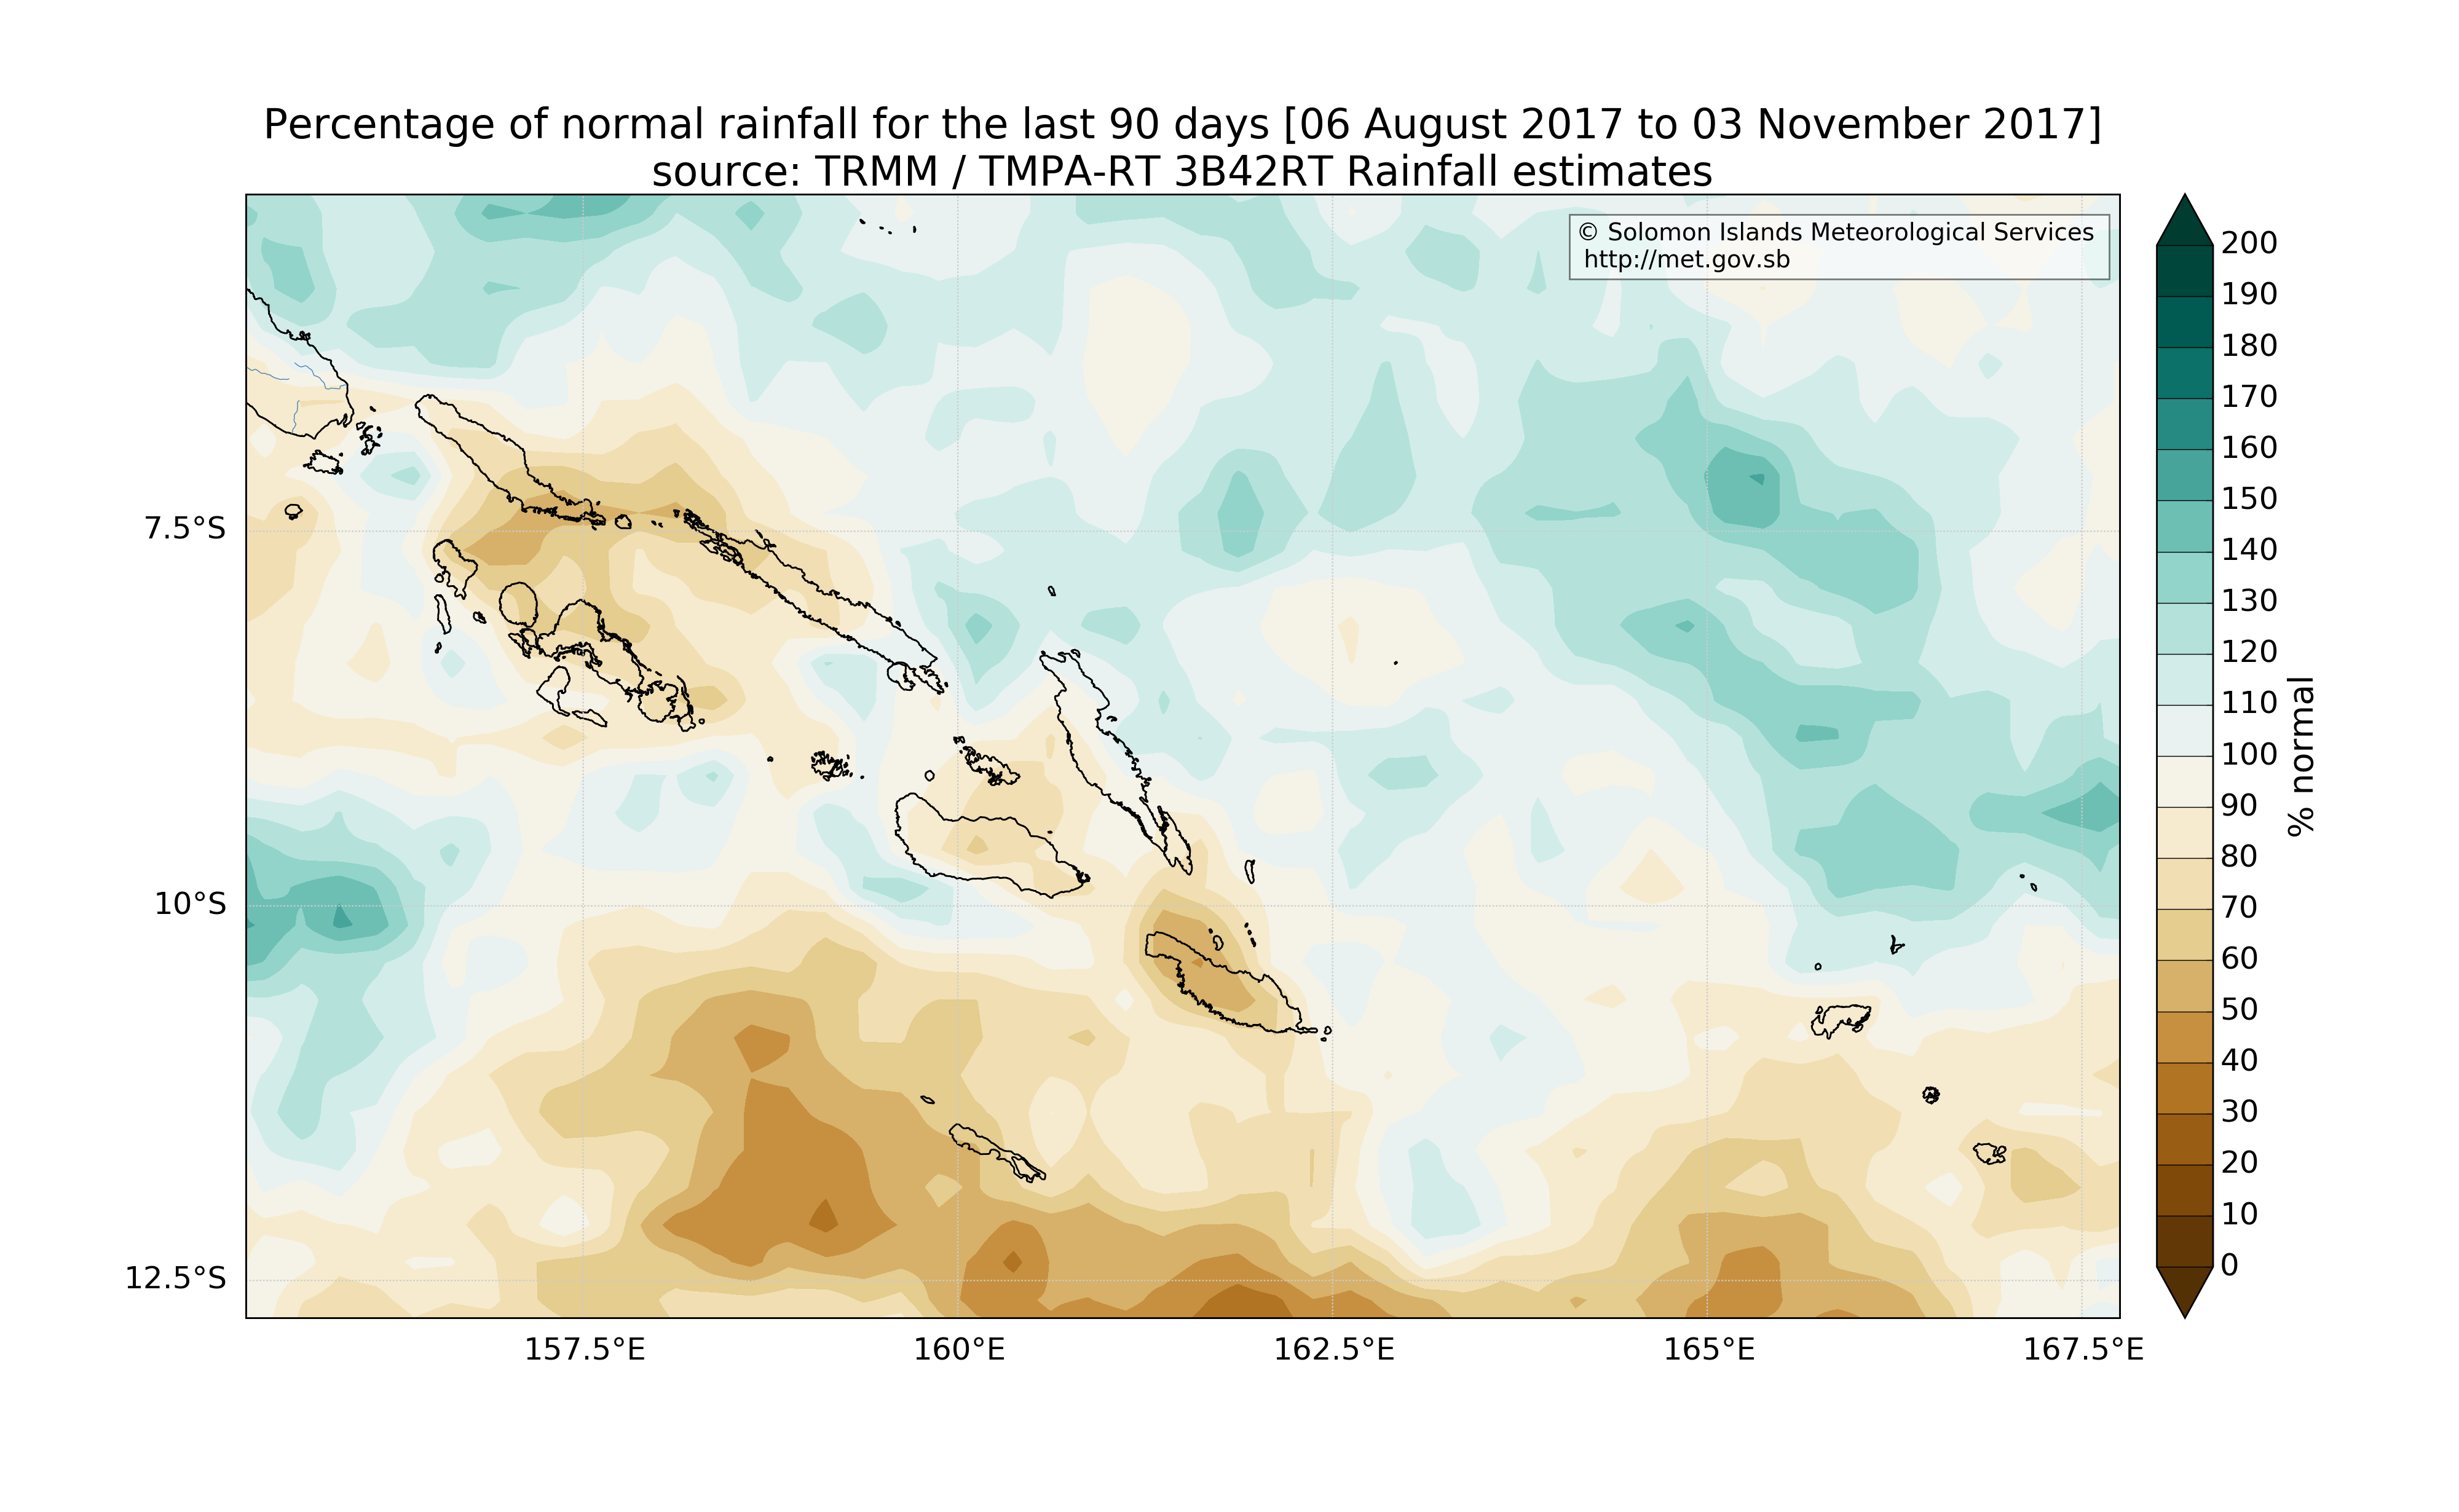 Percentage of normal rainfall for the last 90 days [06 August 2017 to 03 November 2017]
source: TRMM / TMPA-RT 3B42RT Rainfall estimates
© Solomon Islands Meteorological Services
http://met.gov.sb
7.5°S
10°S
12.5°S
157.5°E
160°E
162.5°E
165°E
167.5°E
200
190
180
170
160
150
140
130
120
110
100
90
80
70
60
50
40
30
20
10
0
% normal